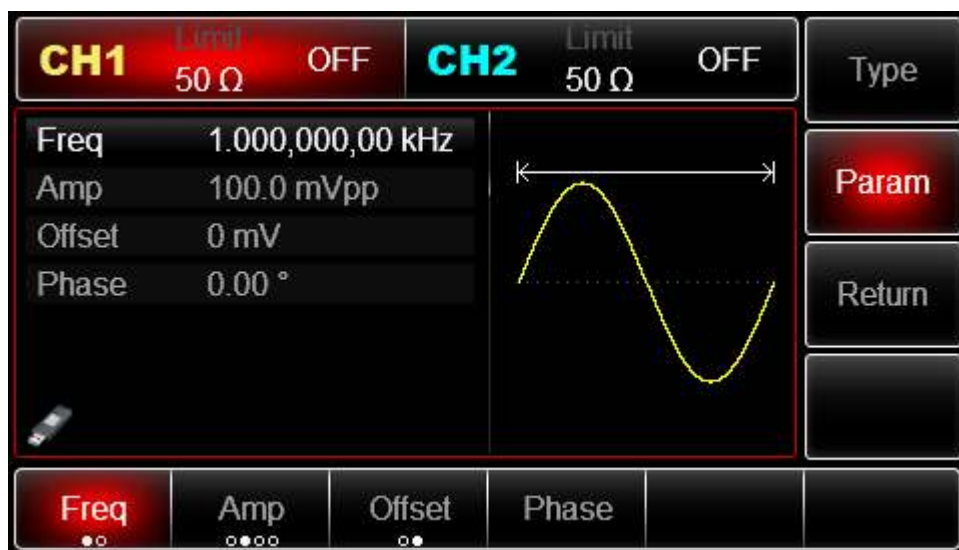 CH1 Limit 50 Ω OFF
CH2 Limit 50 Ω OFF
Type
Freq 1.000,000,00 kHz
Amp 100.0 mVpp
Offset 0 mV
Phase 0.00 °
Param
Return
Freq Amp Offset Phase